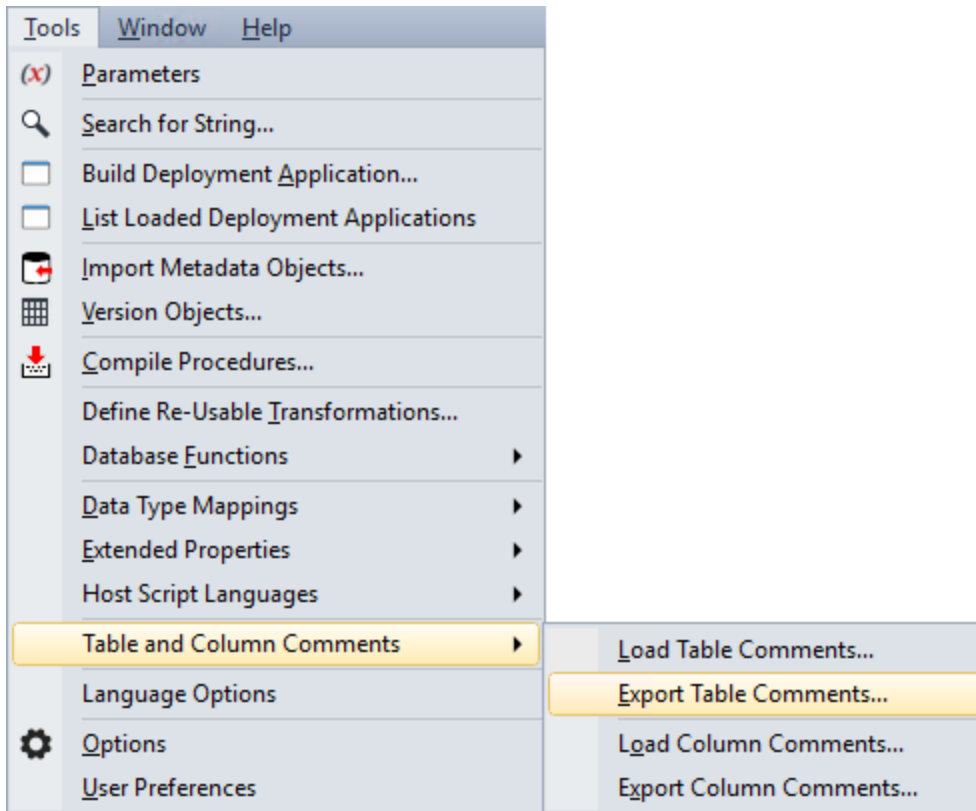 Tools Window Help
(x) Parameters
Search for String...
Build Deployment Application...
List Loaded Deployment Applications
Import Metadata Objects...
Version Objects...
Compile Procedures...
Define Re-Usable Transformations...
Database Functions
Data Type Mappings
Extended Properties
Host Script Languages
Table and Column Comments
Language Options
Options
User Preferences
Load Table Comments...
Export Table Comments...
Load Column Comments...
Export Column Comments...